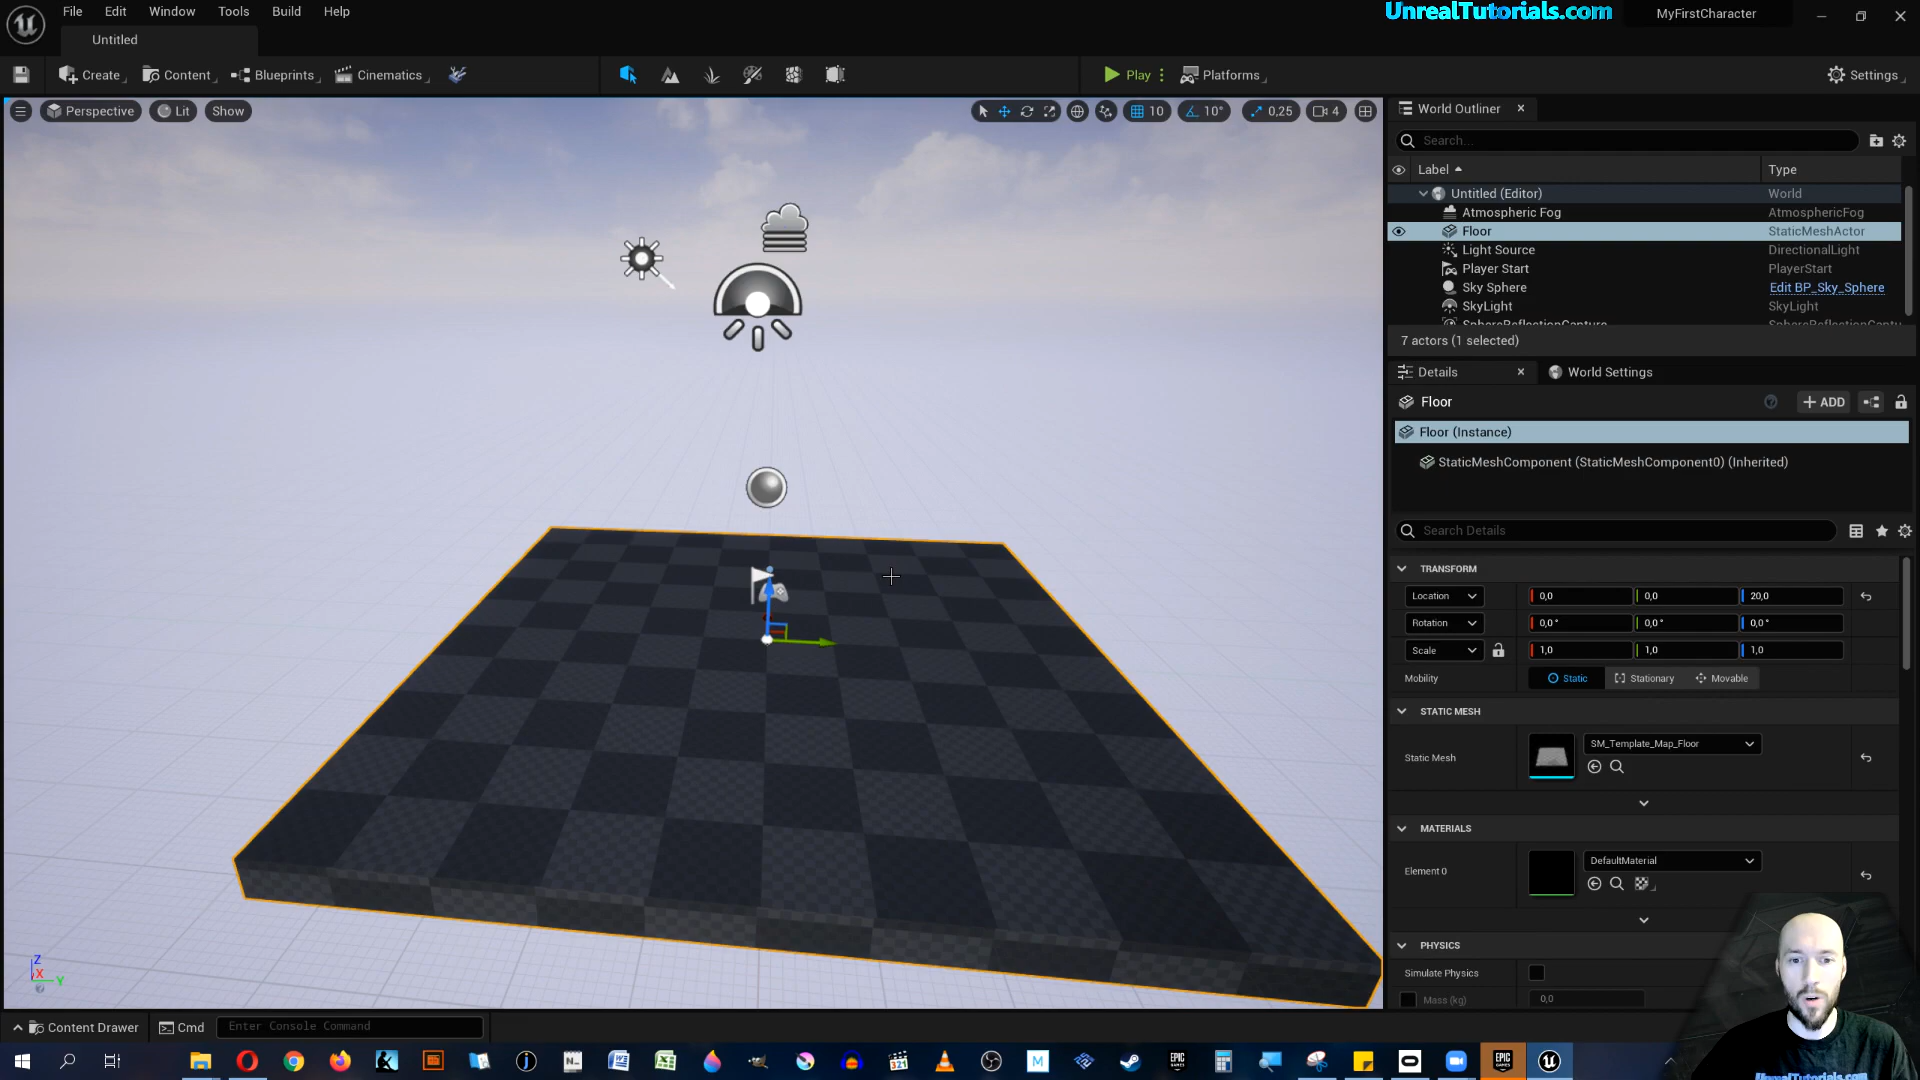 File Edit Window Tools Build Help
UnrealTutorials.com
MyFirstCharacter
Untitled
Create
Content
Blueprints
Cinematics
Play
Platforms
Settings
Perspective
Lit
Show
10
10°
0,25
4
World Outliner
Search...
Label
Type
Untitled (Editor) World
Atmospheric Fog AtmosphericFog
Floor StaticMeshActor
Light Source DirectionalLight
Player Start PlayerStart
Sky Sphere Edit BP_Sky_Sphere
SkyLight SkyLight
SphereReflectionCapture
7 actors (1 selected)
Details
World Settings
Floor
ADD
Floor (Instance)
StaticMeshComponent (StaticMeshComponent0) (Inherited)
Search Details
TRANSFORM
Location 0,0 0,0 20,0
Rotation 0,0° 0,0° 0,0°
Scale 1,0 1,0 1,0
Mobility Static Stationary Movable
STATIC MESH
Static Mesh SM_Template_Map_Floor
MATERIALS
Element 0 DefaultMaterial
PHYSICS
Simulate Physics
Mass (kg) 0,0
Z
X
Y
Content Drawer
Cmd
Enter Console Command
UnrealTutorials.com